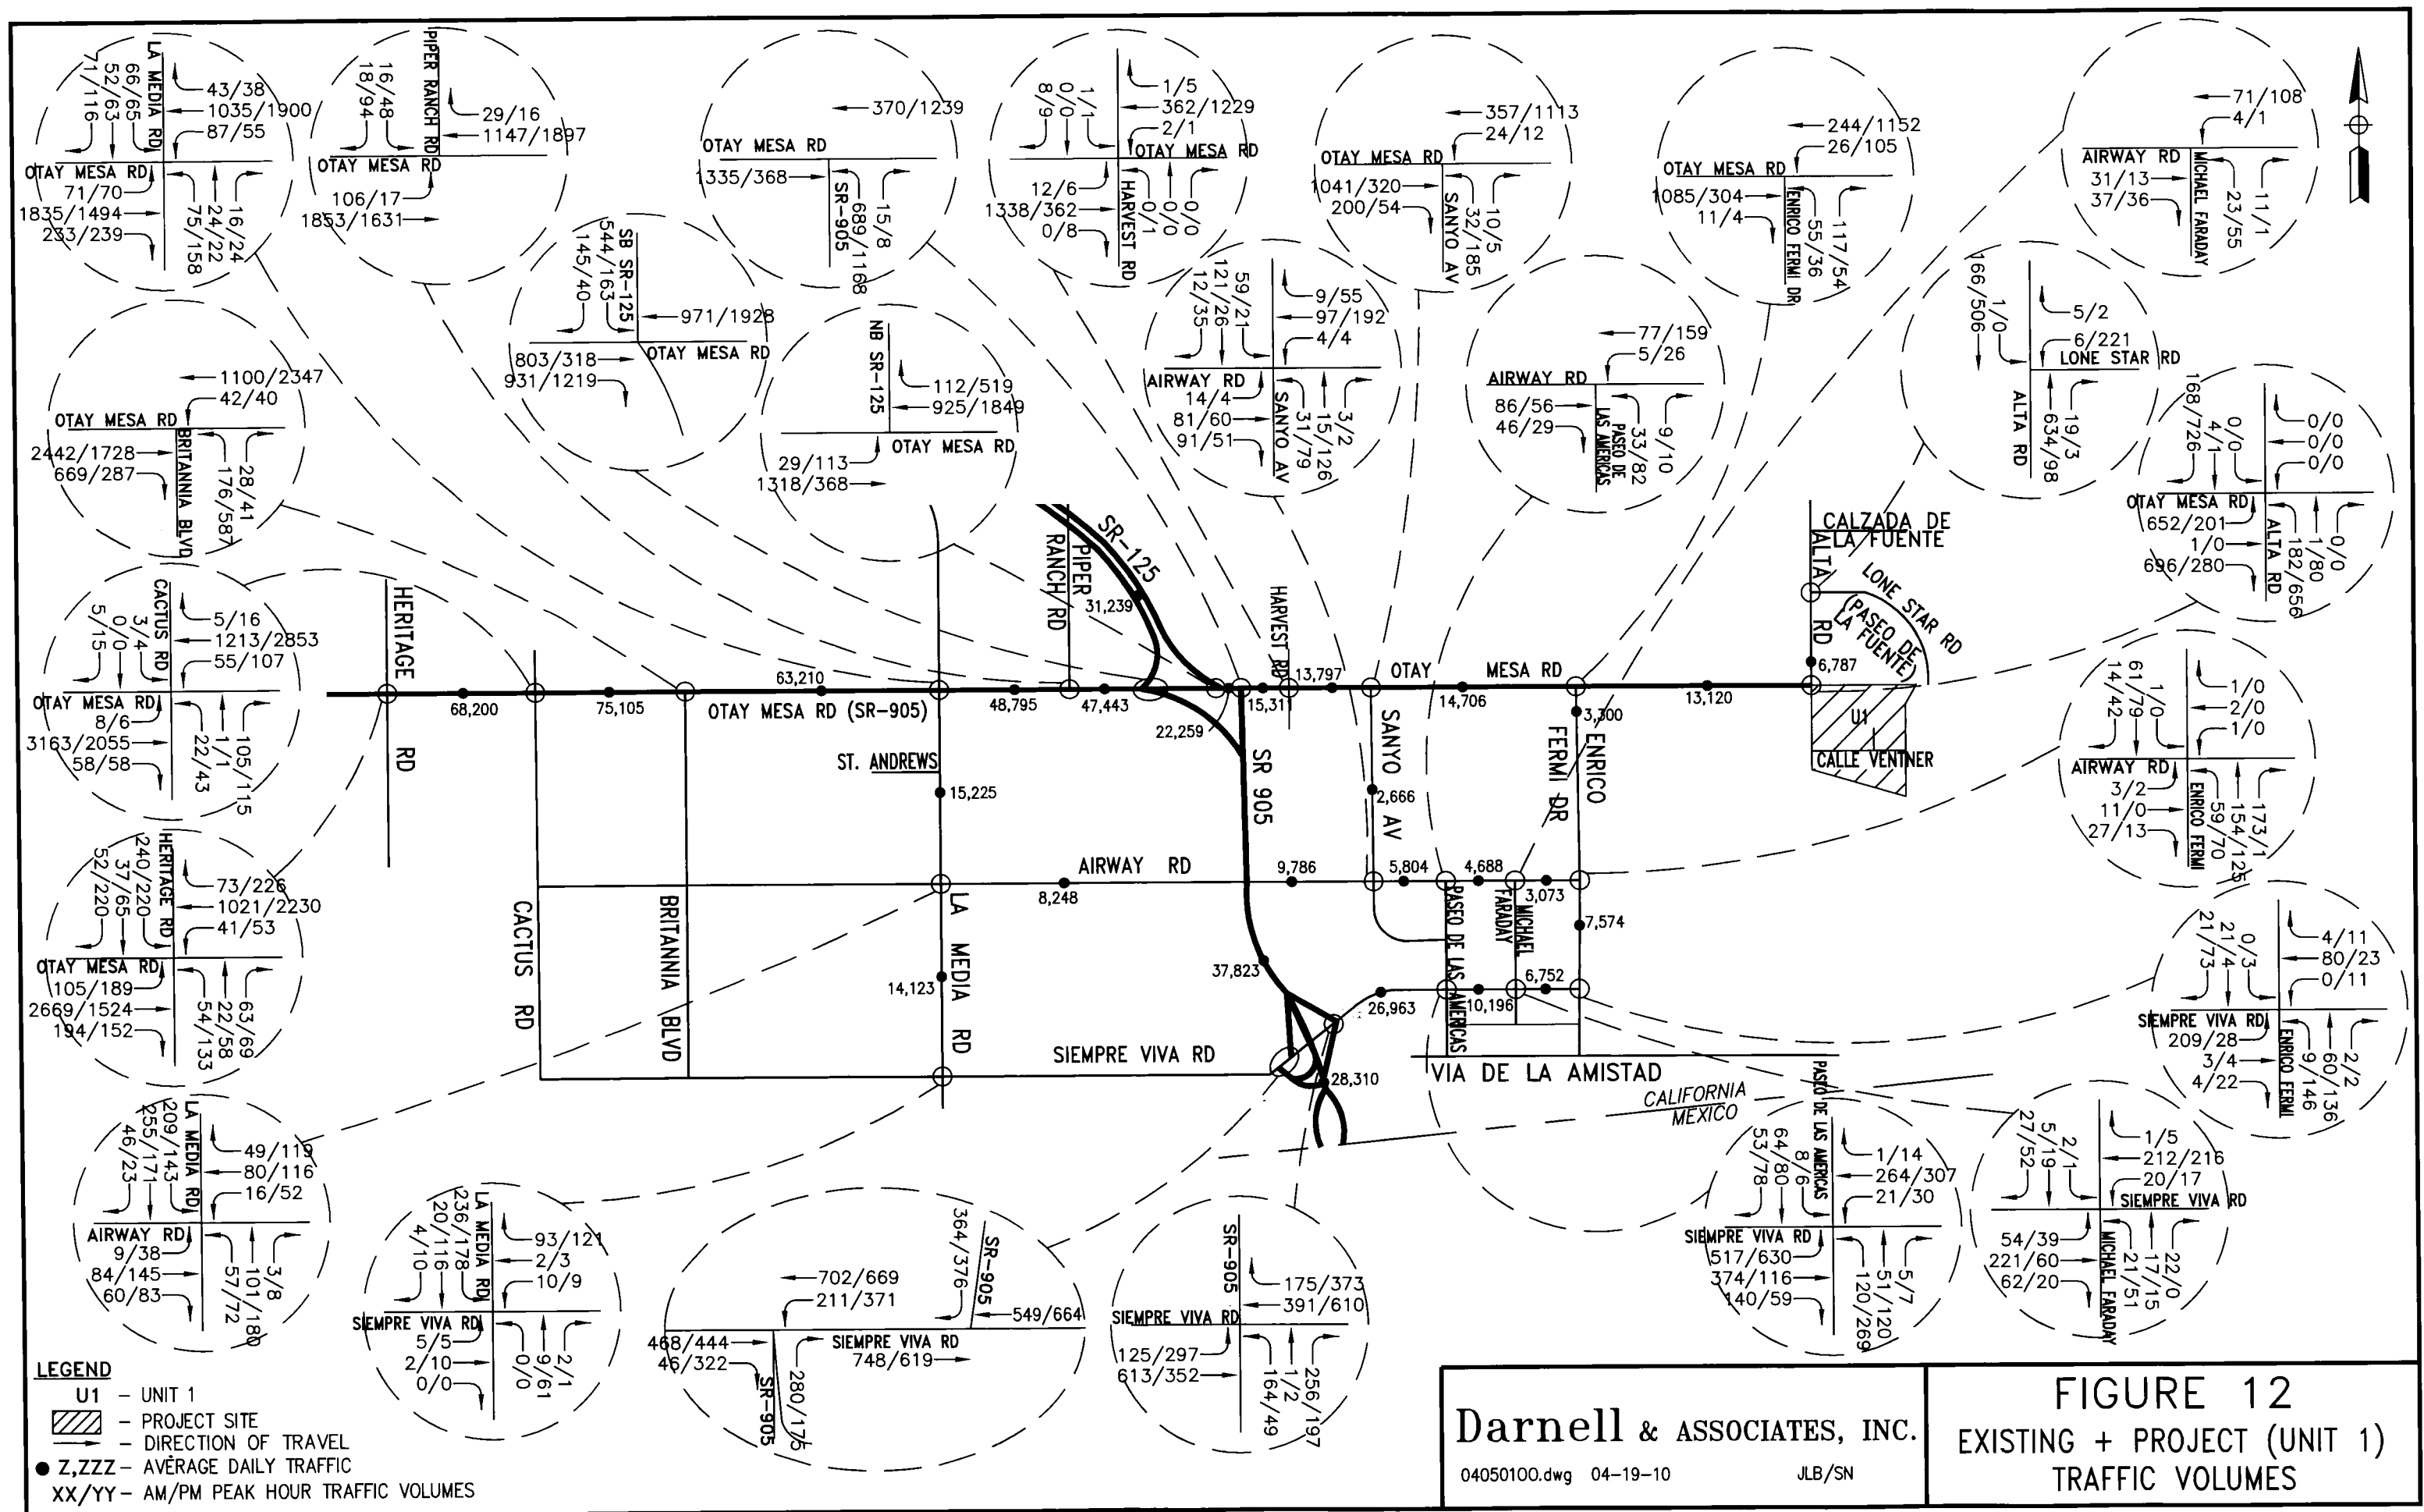 LA MEDIA RD
71/116
52/63
66/65
43/38
1035/1900
87/55
OTAY MESA RD
71/70
1835/1494
233/239
75/158
24/22
16/24
PIPER RANCH RD
18/94
16/48
29/16
1147/1897
OTAY MESA RD
106/17
1853/1631
SB SR-125
544/163
145/40
971/1928
803/318
OTAY MESA RD
931/1219
370/1239
OTAY MESA RD
1335/368
SR-905
689/1168
15/8
NB SR-125
112/519
925/1849
OTAY MESA RD
29/113
1318/368
8/9
0/0
1/1
1/5
362/1229
2/1
OTAY MESA RD
12/6
1338/362
0/8
HARVEST RD
0/1
0/0
0/0
12/35
121/26
59/21
9/55
97/192
4/4
AIRWAY RD
14/4
81/60
91/51
SANYO AV
31/79
15/126
3/2
357/1113
24/12
OTAY MESA RD
1041/320
200/54
SANYO AV
32/185
10/5
77/159
5/26
AIRWAY RD
86/56
46/29
PASEO DE
LAS AMERICAS
33/82
9/10
244/1152
26/105
OTAY MESA RD
1085/304
11/4
ENRICO FERMI DR
55/36
117/54
71/108
4/1
AIRWAY RD
31/13
37/36
MICHAEL FARADAY
23/55
11/1
166/506
1/0
5/2
6/221
LONE STAR RD
ALTA RD
634/98
19/3
168/726
4/1
0/0
0/0
0/0
0/0
OTAY MESA RD
652/201
1/0
696/280
ALTA RD
182/656
1/80
0/0
1100/2347
42/40
OTAY MESA RD
2442/1728
669/287
BRITANNIA BLVD
176/587
28/41
CACTUS RD
5/15
0/0
3/4
5/16
1213/2853
55/107
OTAY MESA RD
8/6
3163/2055
58/58
22/43
1/1
105/115
HERITAGE RD
52/220
37/65
240/220
73/226
1021/2230
41/53
OTAY MESA RD
105/189
2669/1524
194/152
54/133
22/58
63/69
LA MEDIA RD
46/23
255/171
209/143
49/119
80/116
16/52
AIRWAY RD
9/38
84/145
60/83
57/72
101/180
3/8
LA MEDIA RD
4/10
20/116
236/178
93/121
2/3
10/9
SIEMPRE VIVA RD
5/5
2/10
0/0
0/0
9/61
2/1
364/376
SR-905
702/669
211/371
549/664
468/444
SIEMPRE VIVA RD
46/322
748/619
SR-905
280/175
SR-905
175/373
391/610
SIEMPRE VIVA RD
125/297
613/352
164/49
1/2
256/197
PASEO DE LAS AMERICAS
53/78
64/80
8/6
1/14
264/307
21/30
SIEMPRE VIVA RD
517/630
374/116
140/59
120/269
51/120
5/7
27/52
5/19
2/1
1/5
212/216
20/17
SIEMPRE VIVA RD
54/39
221/60
62/20
MICHAEL FARADAY
21/51
17/15
22/0
21/73
21/4
0/3
4/11
80/23
0/11
SIEMPRE VIVA RD
209/28
3/4
4/22
ENRICO FERMI
9/146
60/136
2/2
14/42
61/79
1/0
1/0
2/0
1/0
AIRWAY RD
3/2
11/0
27/13
ENRICO FERMI
59/70
154/125
173/1
HERITAGE RD
68,200
75,105
63,210
OTAY MESA RD (SR-905)
48,795
47,443
PIPER
RANCH RD
SR-125
31,239
22,259
15,311
HARVEST RD
13,797
OTAY MESA RD
14,706
13,120
ALTA RD
CALZADA DE
LA FUENTE
LONE STAR RD
(PASEO DE
LA FUENTE)
6,787
U1
CALLE VENTNER
3,300
ENRICO
FERMI DR
SANYO AV
2,666
SR 905
ST. ANDREWS
15,225
AIRWAY RD
8,248
9,786
5,804
4,688
3,073
7,574
CACTUS RD
BRITANNIA BLVD
LA MEDIA RD
14,123
37,823
26,963
10,196
6,752
PASEO DE LAS AMERICAS
MICHAEL
FARADAY
SIEMPRE VIVA RD
28,310
VIA DE LA AMISTAD
CALIFORNIA
MEXICO
LEGEND
U1 - UNIT 1
- PROJECT SITE
- DIRECTION OF TRAVEL
Z,ZZZ - AVERAGE DAILY TRAFFIC
XX/YY - AM/PM PEAK HOUR TRAFFIC VOLUMES
Darnell & ASSOCIATES, INC.
04050100.dwg 04-19-10 JLB/SN
FIGURE 12
EXISTING + PROJECT (UNIT 1)
TRAFFIC VOLUMES